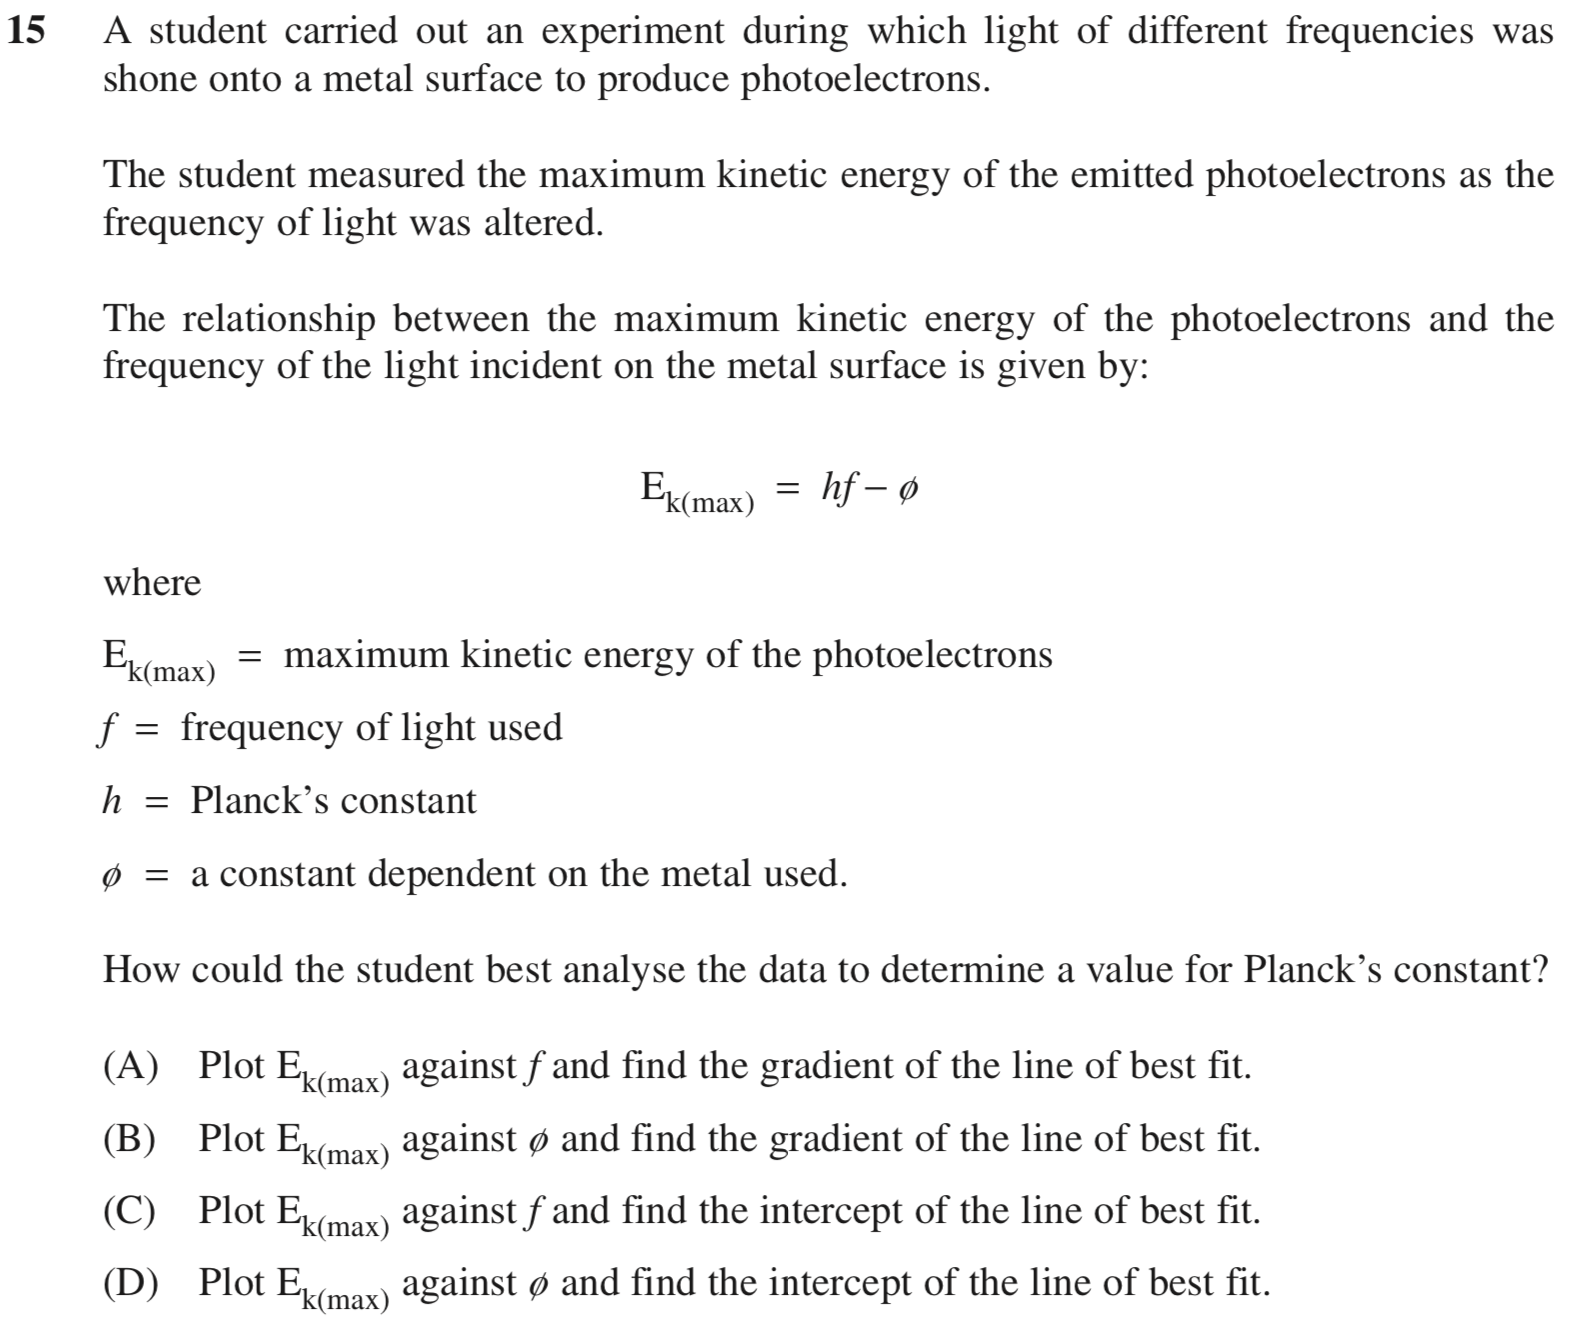 15 A student carried out an experiment during which light of different frequencies was
shone onto a metal surface to produce photoelectrons.
The student measured the maximum kinetic energy of the emitted photoelectrons as the
frequency of light was altered.
The relationship between the maximum kinetic energy of the photoelectrons and the
frequency of the light incident on the metal surface is given by:
E_k(max) = hf – ø
where
E_k(max) = maximum kinetic energy of the photoelectrons
f = frequency of light used
h = Planck’s constant
ø = a constant dependent on the metal used.
How could the student best analyse the data to determine a value for Planck’s constant?
(A) Plot E_k(max) against f and find the gradient of the line of best fit.
(B) Plot E_k(max) against ø and find the gradient of the line of best fit.
(C) Plot E_k(max) against f and find the intercept of the line of best fit.
(D) Plot E_k(max) against ø and find the intercept of the line of best fit.